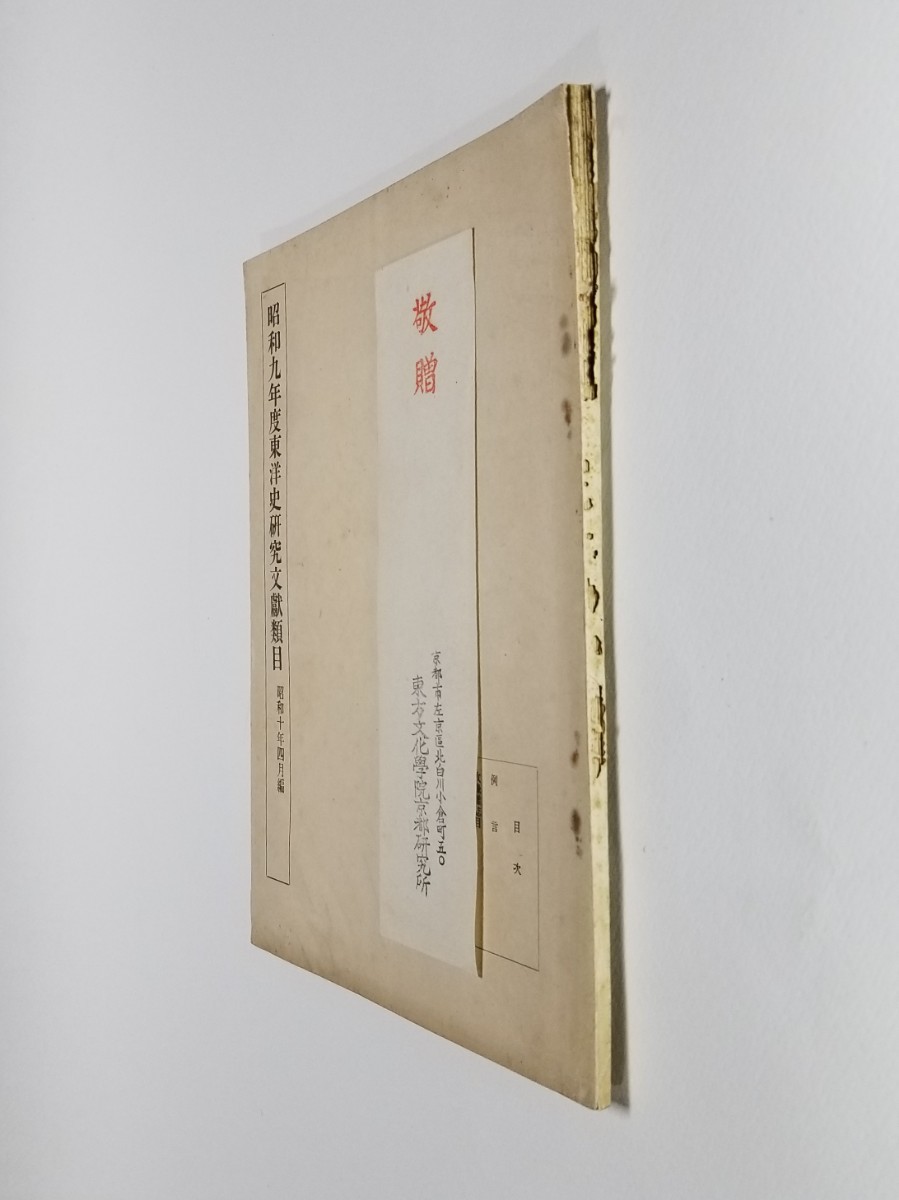 目次
例言
敬贈
京都市左京區北白川小倉町五〇
東方文化學院京都研究所
昭和九年度東洋史研究文獻類目 昭和十年四月編